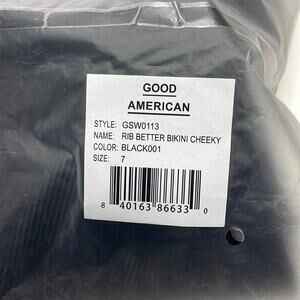 GOOD
AMERICAN
STYLE: GSW0113
NAME: RIB BETTER BIKINI CHEEKY
COLOR: BLACK001
SIZE: 7
8 40163 86633 0